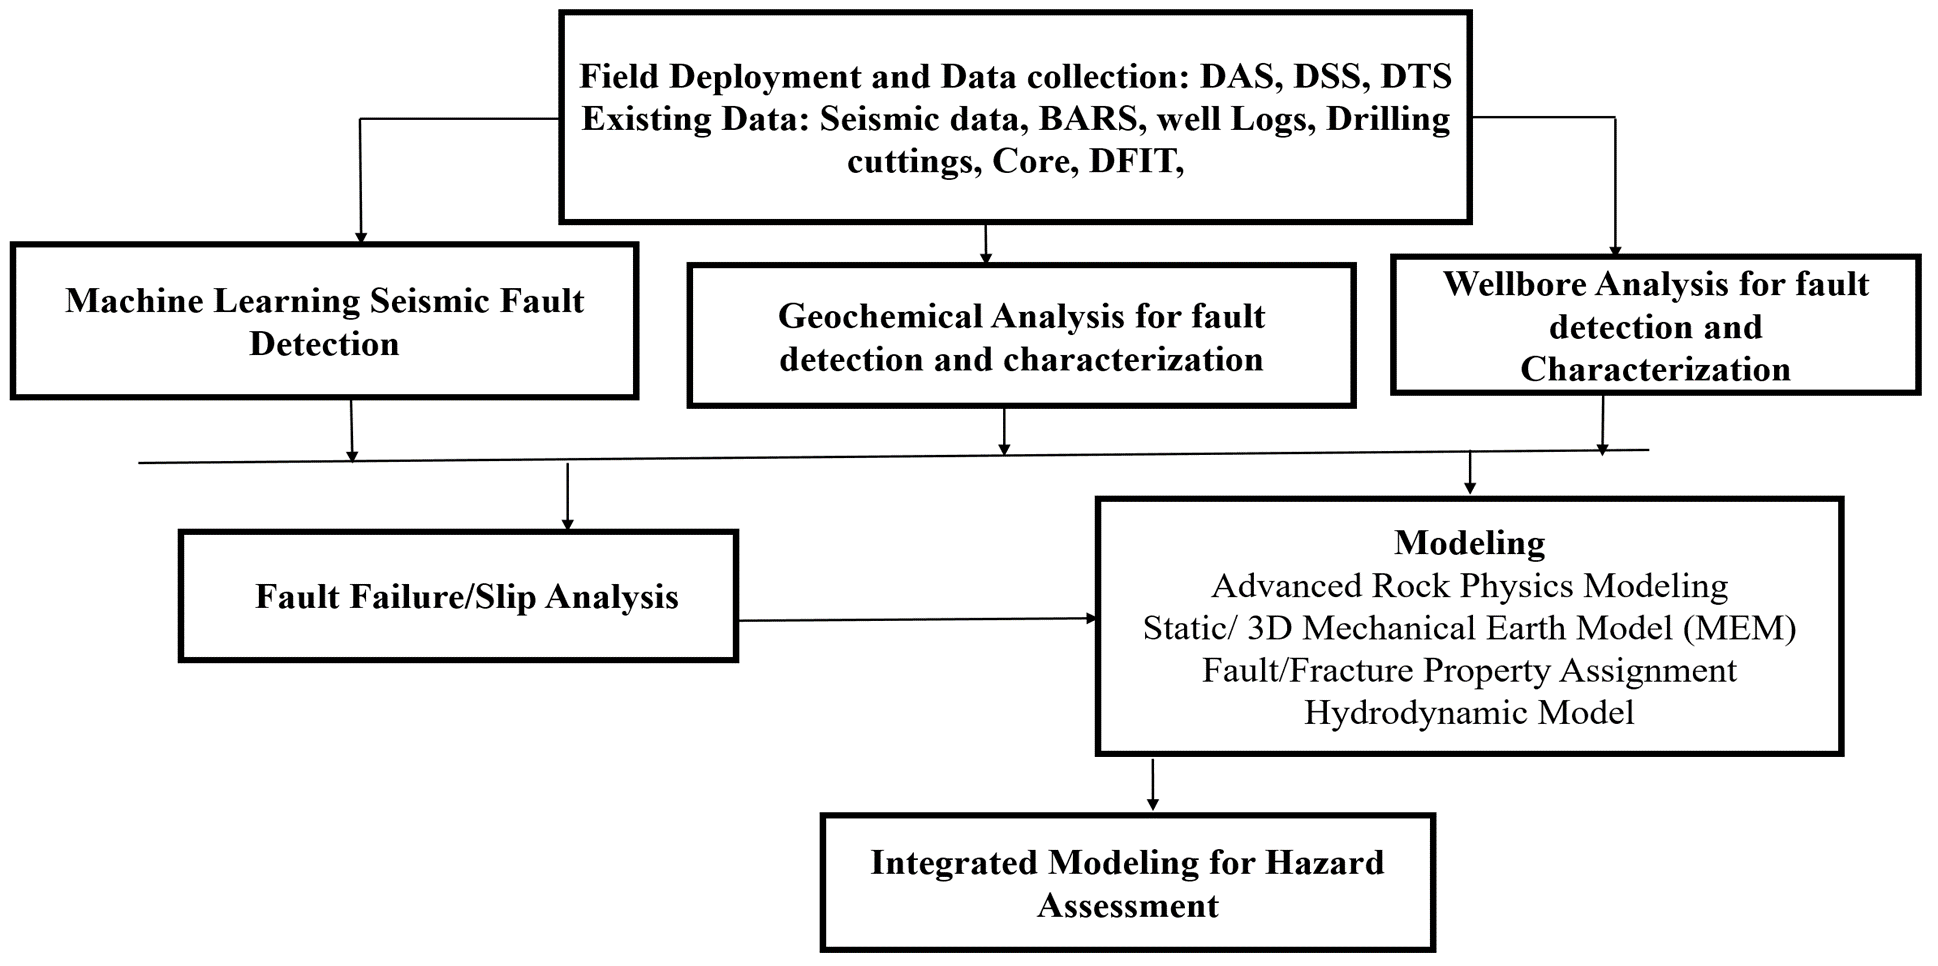 Field Deployment and Data collection: DAS, DSS, DTS
Existing Data: Seismic data, BARS, well Logs, Drilling
cuttings, Core, DFIT,
Machine Learning Seismic Fault
Detection
Geochemical Analysis for fault
detection and characterization
Wellbore Analysis for fault
detection and
Characterization
Fault Failure/Slip Analysis
Modeling
Advanced Rock Physics Modeling
Static/ 3D Mechanical Earth Model (MEM)
Fault/Fracture Property Assignment
Hydrodynamic Model
Integrated Modeling for Hazard
Assessment